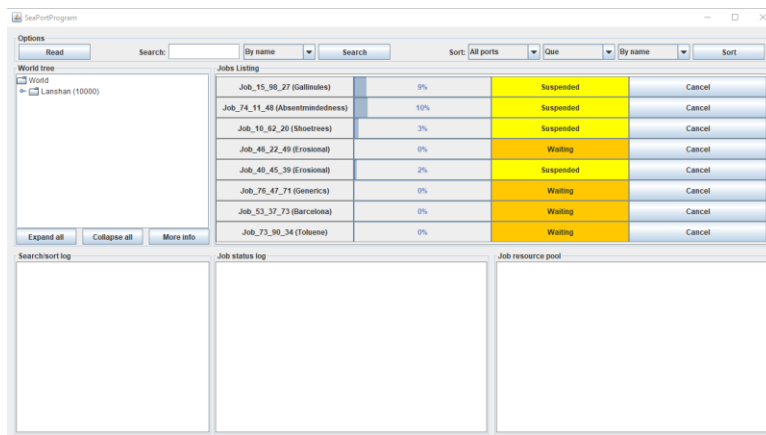 SeaPortProgram
Options
Read Search: By name Search Sort: All ports Que By name Sort
World tree
World
Lanshan (10000)
Expand all Collapse all More info
Jobs Listing
Job_15_98_27 (Gallinules) 9% Suspended Cancel
Job_74_11_48 (Absentmindedness) 10% Suspended Cancel
Job_10_62_20 (Shoetrees) 3% Suspended Cancel
Job_46_22_49 (Erosional) 0% Waiting Cancel
Job_40_45_39 (Erosional) 2% Suspended Cancel
Job_76_47_71 (Generics) 0% Waiting Cancel
Job_53_37_73 (Barcelona) 0% Waiting Cancel
Job_73_90_34 (Toluene) 0% Waiting Cancel
Search/sort log
Job status log
Job resource pool